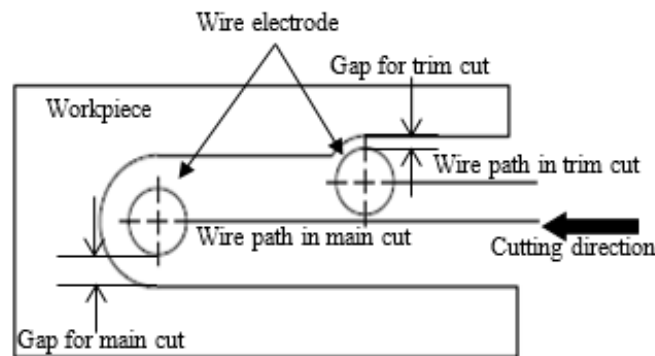 Wire electrode
Gap for trim cut
Workpiece
Wire path in trim cut
Wire path in main cut
Cutting direction
Gap for main cut